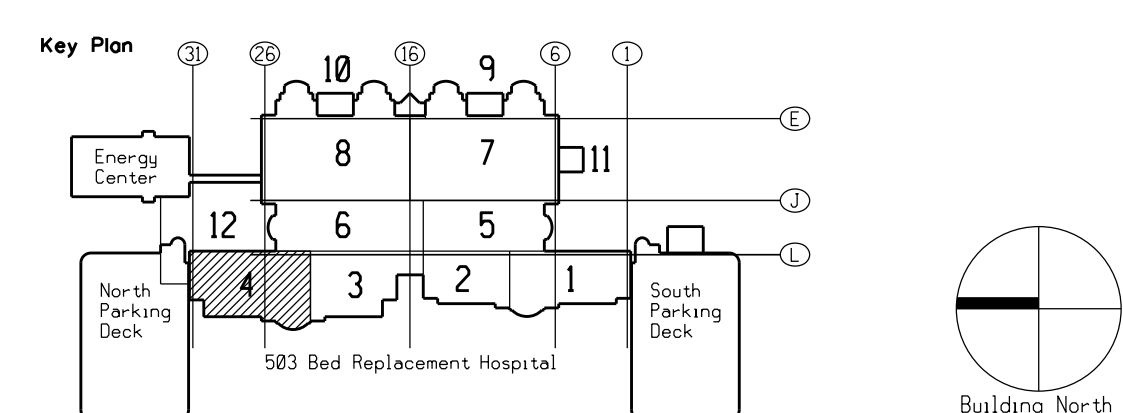 Key Plan
31 26 16 6 1
10 9
E
8 7 11
Energy
Center
J
12 6 5
L
4 3 2 1
North
Parking
Deck
South
Parking
Deck
503 Bed Replacement Hospital
Building North